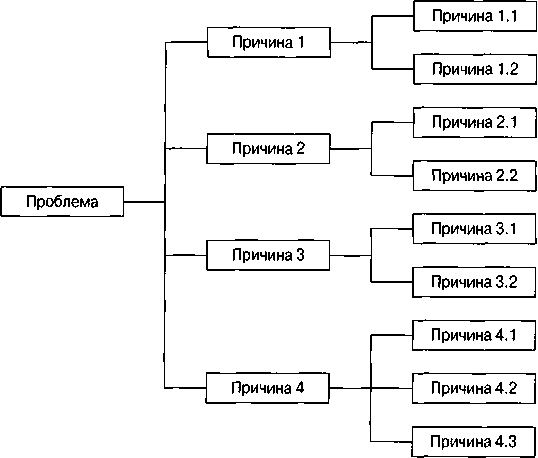 Проблема
Причина 1
Причина 1.1
Причина 1.2
Причина 2
Причина 2.1
Причина 2.2
Причина 3
Причина 3.1
Причина 3.2
Причина 4
Причина 4.1
Причина 4.2
Причина 4.3